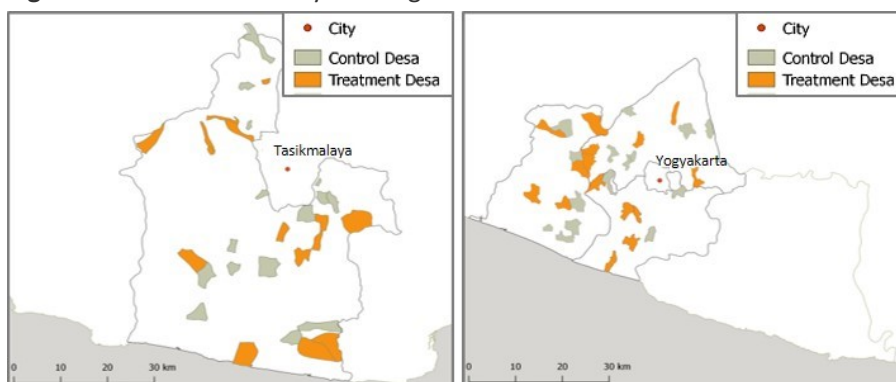 City
Control Desa
Treatment Desa
Tasikmalaya
0 10 20 30 km
City
Control Desa
Treatment Desa
Yogyakarta
0 10 20 30 km